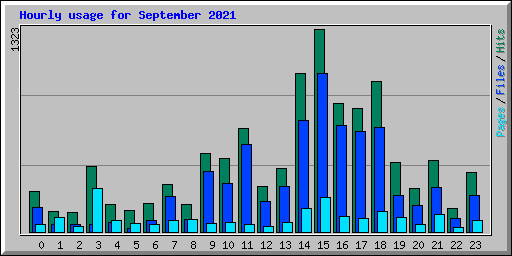 Hourly usage for September 2021
1323
Pages/Files/Hits
0 1 2 3 4 5 6 7 8 9 10 11 12 13 14 15 16 17 18 19 20 21 22 23